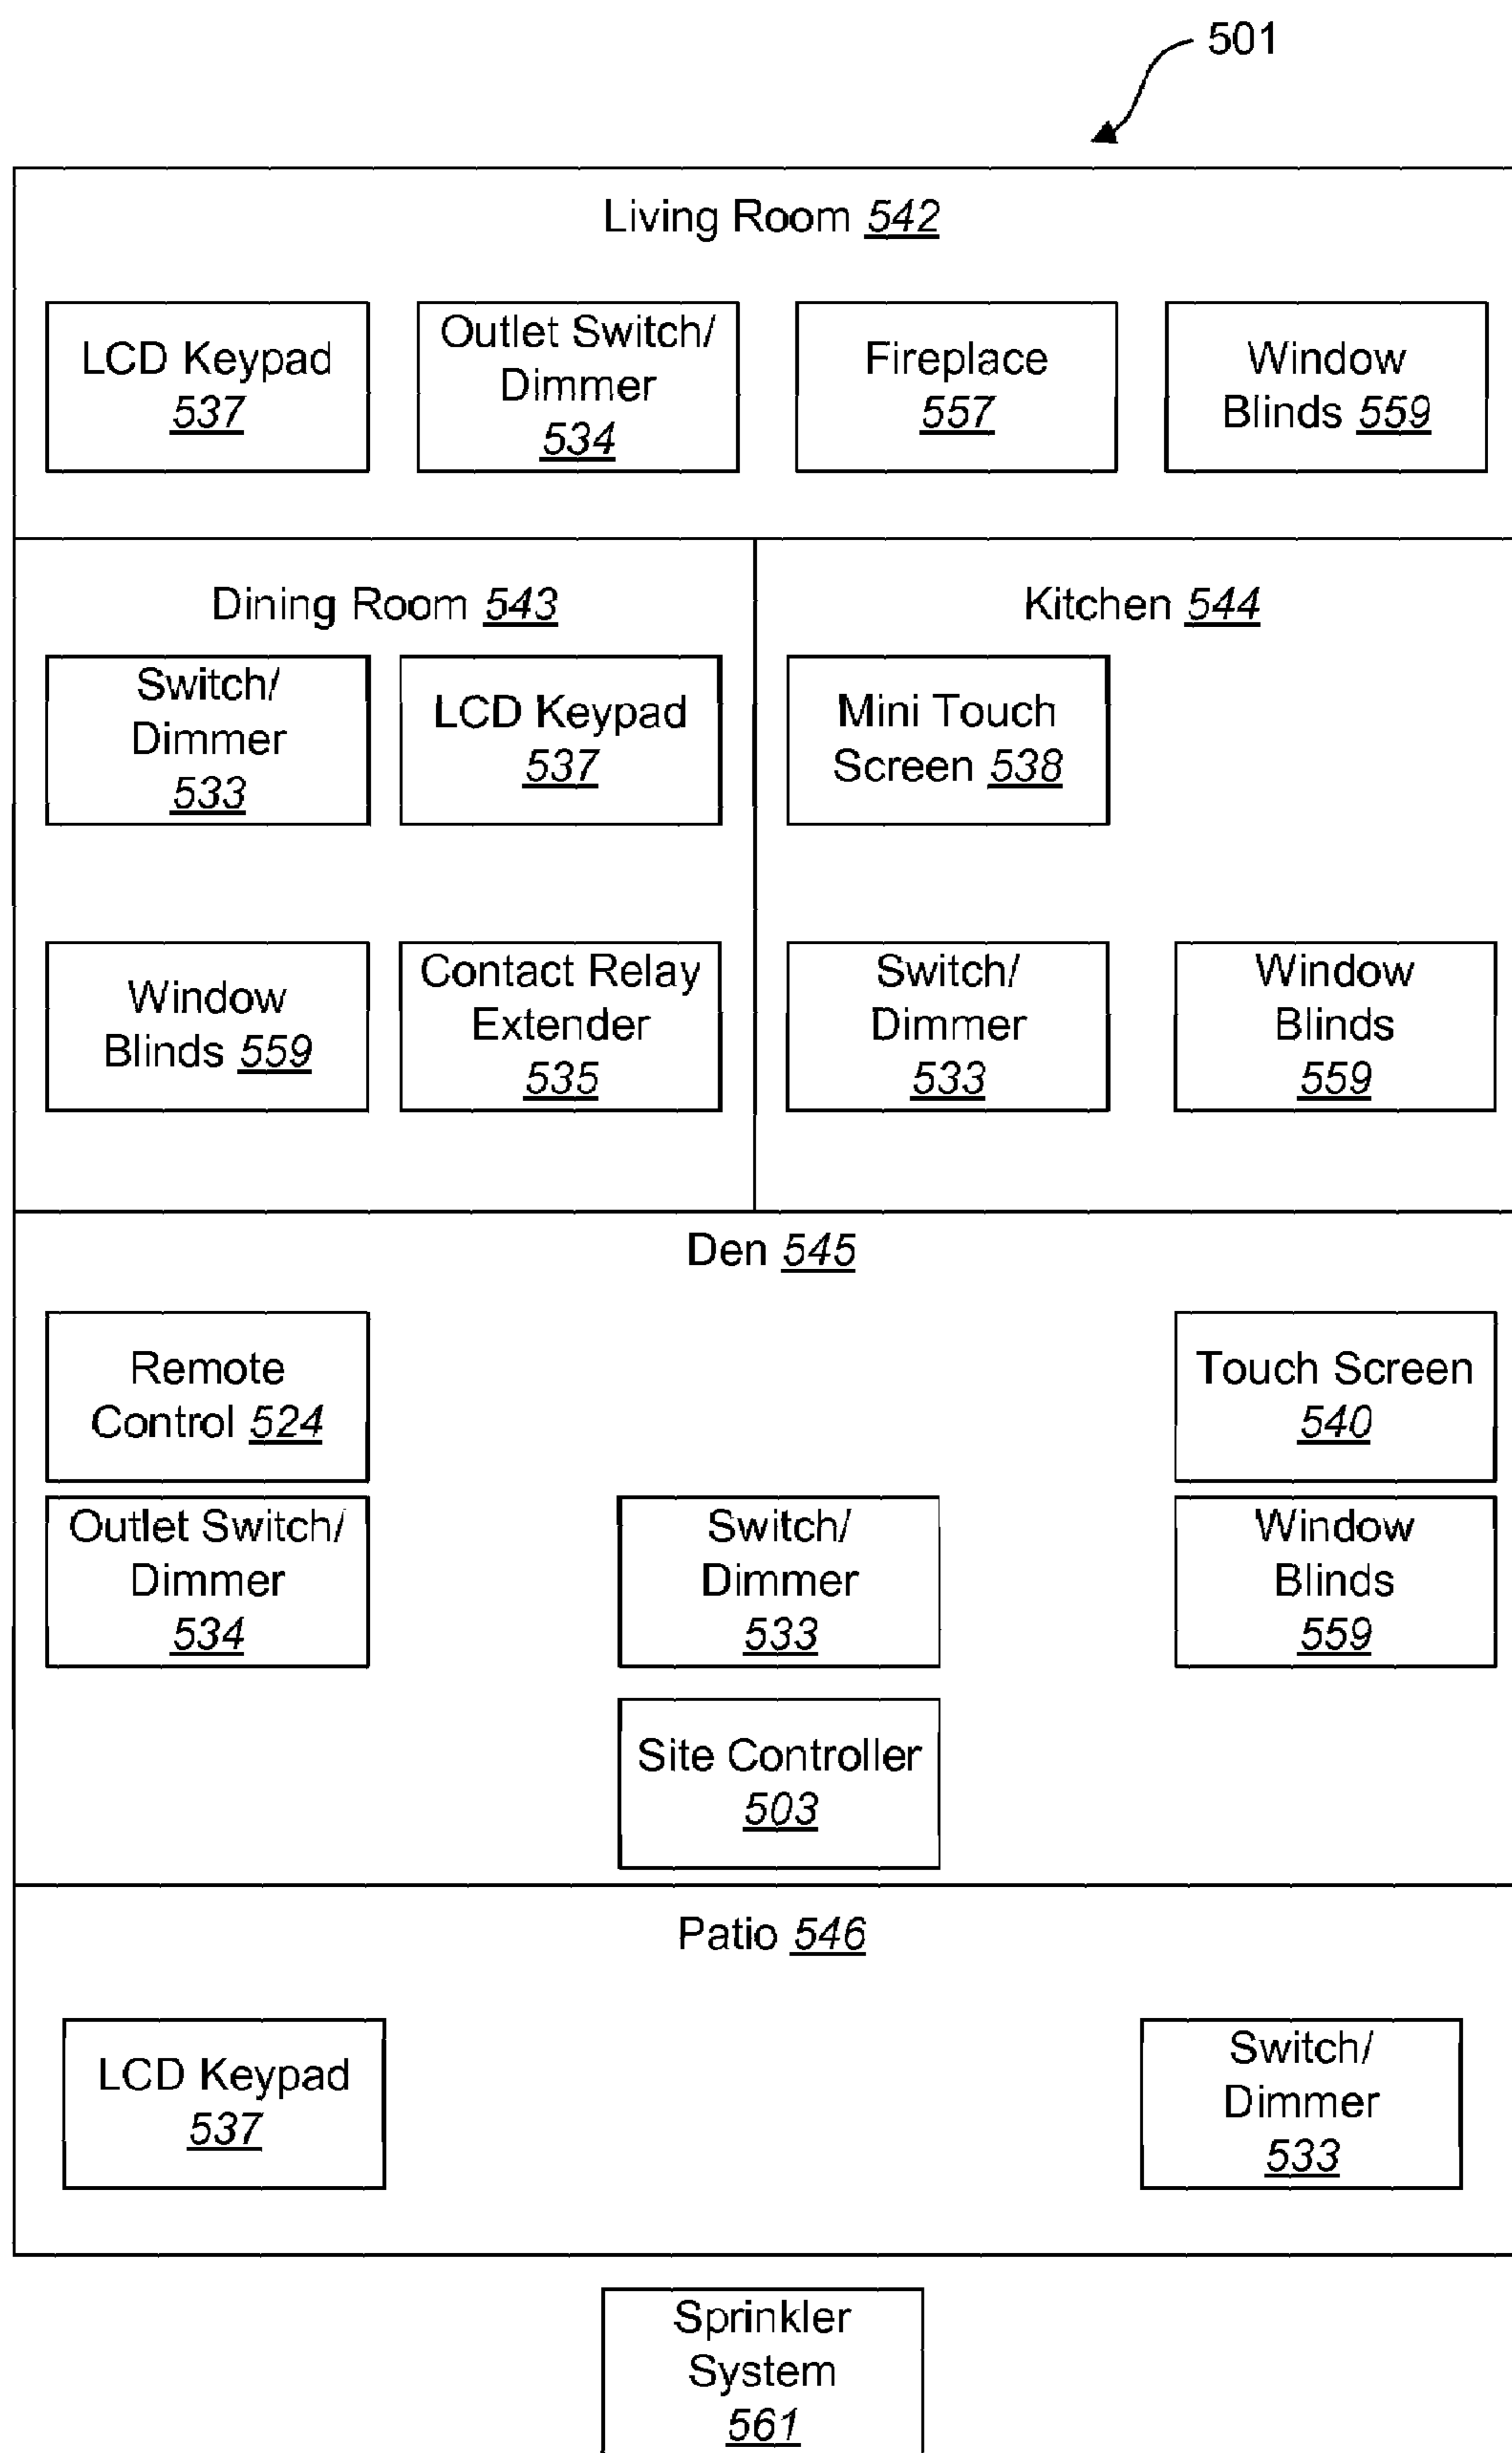 501
Living Room 542
LCD Keypad
537
Outlet Switch/
Dimmer
534
Fireplace
557
Window
Blinds 559
Dining Room 543
Switch/
Dimmer
533
LCD Keypad
537
Window
Blinds 559
Contact Relay
Extender
535
Kitchen 544
Mini Touch
Screen 538
Switch/
Dimmer
533
Window
Blinds
559
Den 545
Remote
Control 524
Touch Screen
540
Outlet Switch/
Dimmer
534
Switch/
Dimmer
533
Window
Blinds
559
Site Controller
503
Patio 546
LCD Keypad
537
Switch/
Dimmer
533
Sprinkler
System
561